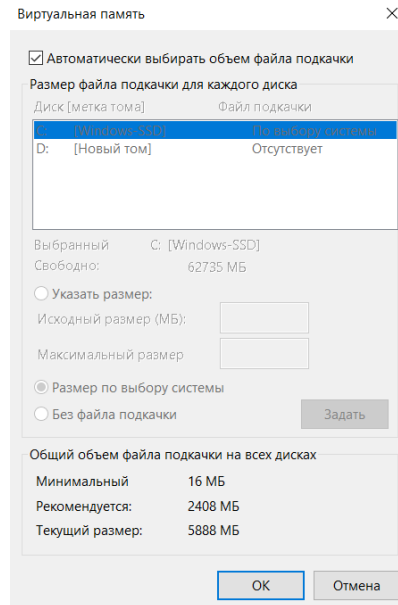 Виртуальная память
Автоматически выбирать объем файла подкачки
Размер файла подкачки для каждого диска
Диск [метка тома] Файл подкачки
C: [Windows-SSD] По выбору системы
D: [Новый том] Отсутствует
Выбранный C: [Windows-SSD]
Свободно: 62735 МБ
Указать размер:
Исходный размер (МБ):
Максимальный размер
Размер по выбору системы
Без файла подкачки Задать
Общий объем файла подкачки на всех дисках
Минимальный 16 МБ
Рекомендуется: 2408 МБ
Текущий размер: 5888 МБ
ОК Отмена